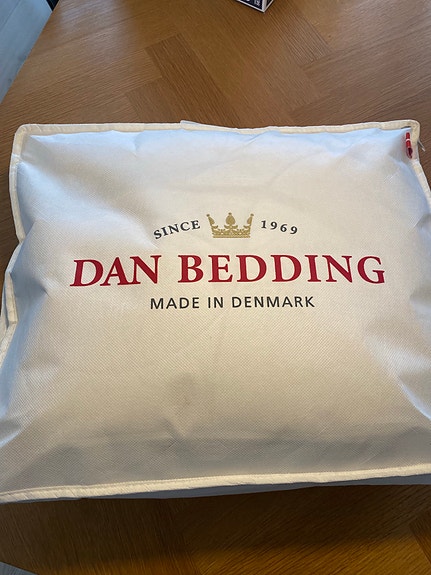 SINCE 1969
DAN BEDDING
MADE IN DENMARK